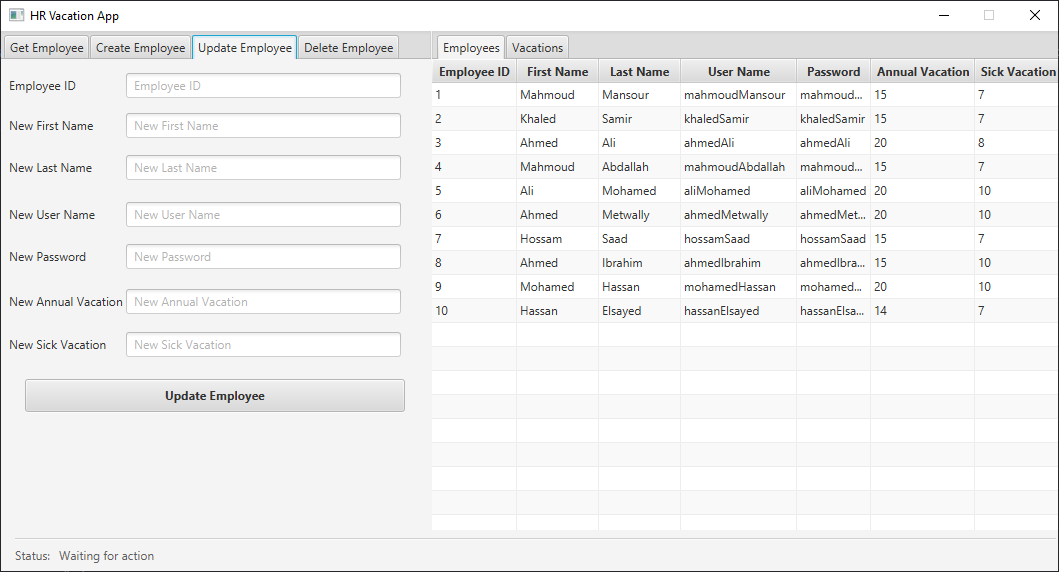 HR Vacation App
Get Employee Create Employee Update Employee Delete Employee
Employee ID Employee ID
New First Name New First Name
New Last Name New Last Name
New User Name New User Name
New Password New Password
New Annual Vacation New Annual Vacation
New Sick Vacation New Sick Vacation
Update Employee
Employees Vacations
Employee ID First Name Last Name User Name Password Annual Vacation Sick Vacation
1 Mahmoud Mansour mahmoudMansour mahmoud... 15 7
2 Khaled Samir khaledSamir khaledSamir 15 7
3 Ahmed Ali ahmedAli ahmedAli 20 8
4 Mahmoud Abdallah mahmoudAbdallah mahmoud... 15 7
5 Ali Mohamed aliMohamed aliMohamed 20 10
6 Ahmed Metwally ahmedMetwally ahmedMet... 20 10
7 Hossam Saad hossamSaad hossamSaad 15 7
8 Ahmed Ibrahim ahmedIbrahim ahmedIbra... 15 10
9 Mohamed Hassan mohamedHassan mohamed... 20 10
10 Hassan Elsayed hassanElsayed hassanElsa... 14 7
Status: Waiting for action